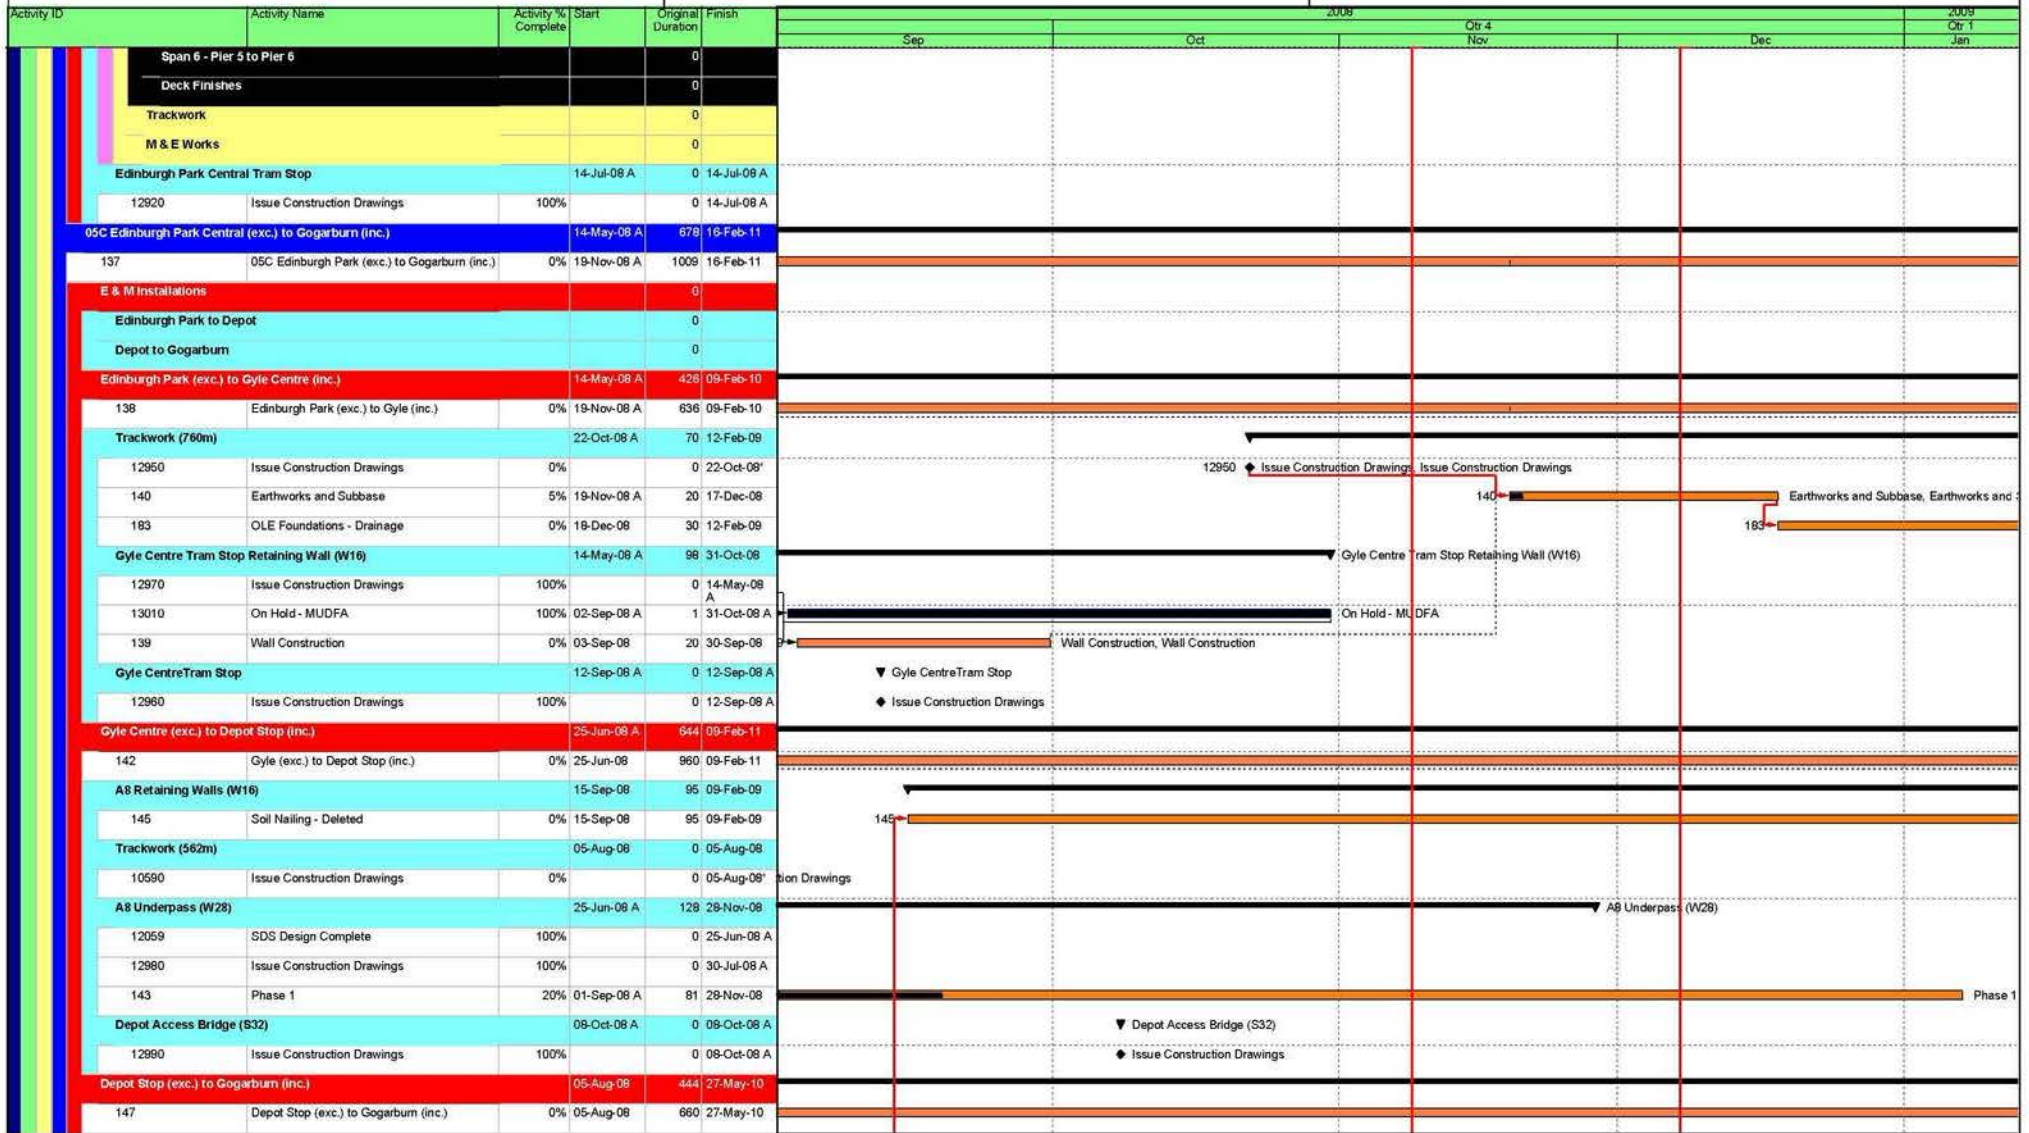 Activity ID Activity Name Activity % Complete Start Original Duration Finish 2008 2009
Qtr 4 Qtr 1
Sep Oct Nov Dec Jan
Span 6 - Pier 5 to Pier 6 0
Deck Finishes 0
Trackwork 0
M & E Works 0
Edinburgh Park Central Tram Stop 14-Jul-08 A 0 14-Jul-08 A
12920 Issue Construction Drawings 100% 0 14-Jul-08 A
05C Edinburgh Park Central (exc.) to Gogarburn (inc.) 14-May-08 A 678 16-Feb-11
137 05C Edinburgh Park (exc.) to Gogarburn (inc.) 0% 19-Nov-08 A 1009 16-Feb-11
E & M Installations 0
Edinburgh Park to Depot 0
Depot to Gogarburn 0
Edinburgh Park (exc.) to Gyle Centre (inc.) 14-May-08 A 426 09-Feb-10
138 Edinburgh Park (exc.) to Gyle (inc.) 0% 19-Nov-08 A 636 09-Feb-10
Trackwork (760m) 22-Oct-08 A 70 12-Feb-09
12950 Issue Construction Drawings 0% 0 22-Oct-08* 12950 Issue Construction Drawings, Issue Construction Drawings
140 Earthworks and Subbase 5% 19-Nov-08 A 20 17-Dec-08 140 Earthworks and Subbase, Earthworks and
183 OLE Foundations - Drainage 0% 18-Dec-08 30 12-Feb-09 183
Gyle Centre Tram Stop Retaining Wall (W16) 14-May-08 A 98 31-Oct-08 Gyle Centre Tram Stop Retaining Wall (W16)
12970 Issue Construction Drawings 100% 0 14-May-08 A
13010 On Hold - MUDFA 100% 02-Sep-08 A 1 31-Oct-08 A On Hold - MUDFA
139 Wall Construction 0% 03-Sep-08 20 30-Sep-08 Wall Construction, Wall Construction
Gyle CentreTram Stop 12-Sep-08 A 0 12-Sep-08 A Gyle CentreTram Stop
12960 Issue Construction Drawings 100% 0 12-Sep-08 A Issue Construction Drawings
Gyle Centre (exc.) to Depot Stop (inc.) 25-Jun-08 A 644 09-Feb-11
142 Gyle (exc.) to Depot Stop (inc.) 0% 25-Jun-08 960 09-Feb-11
A8 Retaining Walls (W16) 15-Sep-08 95 09-Feb-09
145 Soil Nailing - Deleted 0% 15-Sep-08 95 09-Feb-09 145
Trackwork (562m) 05-Aug-08 0 05-Aug-08
10590 Issue Construction Drawings 0% 0 05-Aug-08* tion Drawings
A8 Underpass (W28) 25-Jun-08 A 128 28-Nov-08 A8 Underpass (W28)
12059 SDS Design Complete 100% 0 25-Jun-08 A
12980 Issue Construction Drawings 100% 0 30-Jul-08 A
143 Phase 1 20% 01-Sep-08 A 81 28-Nov-08 Phase 1
Depot Access Bridge (S32) 08-Oct-08 A 0 08-Oct-08 A Depot Access Bridge (S32)
12990 Issue Construction Drawings 100% 0 08-Oct-08 A Issue Construction Drawings
Depot Stop (exc.) to Gogarburn (inc.) 05-Aug-08 444 27-May-10
147 Depot Stop (exc.) to Gogarburn (inc.) 0% 05-Aug-08 660 27-May-10